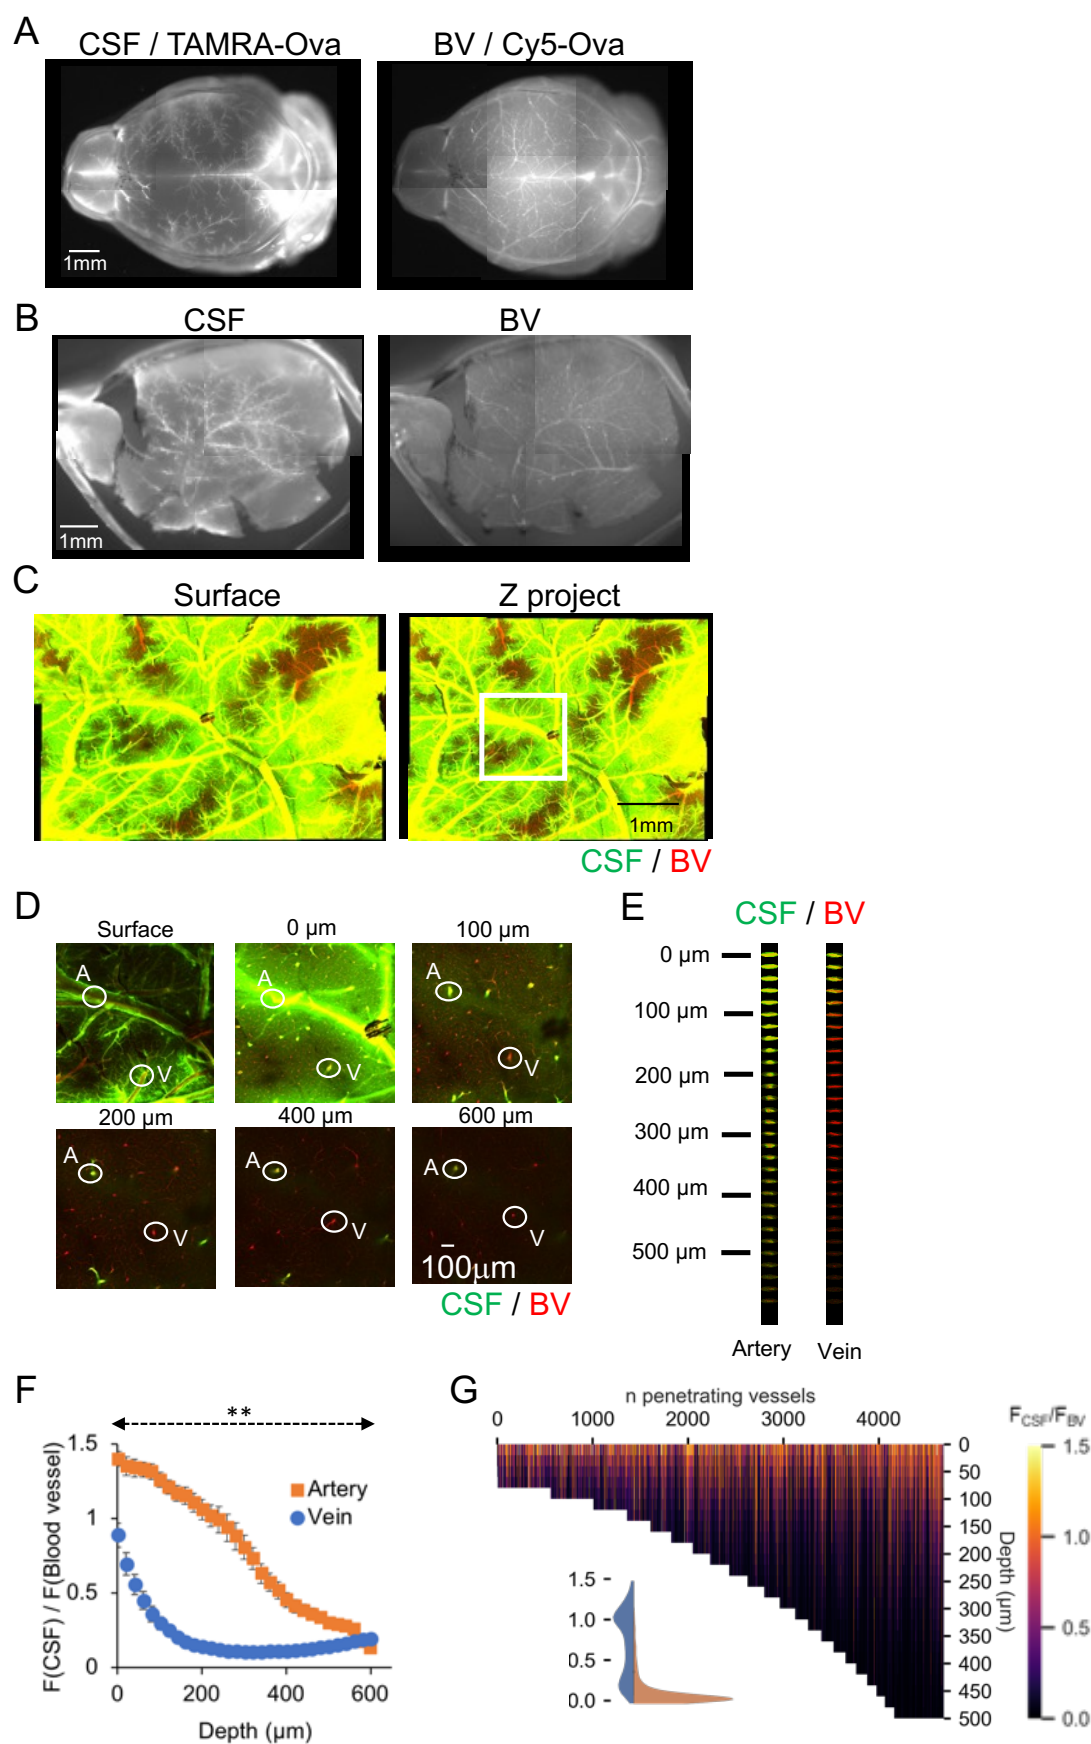 A
CSF / TAMRA-Ova
BV / Cy5-Ova
1mm
B
CSF
BV
1mm
C
Surface
Z project
1mm
CSF / BV
D
Surface
0 µm
100 µm
A
V
A
V
A
V
200 µm
400 µm
600 µm
A
V
A
V
A
V
100µm
CSF / BV
E
CSF / BV
0 µm
100 µm
200 µm
300 µm
400 µm
500 µm
Artery
Vein
F
**
F(CSF) / F(Blood vessel)
1.5
1
0.5
0
Artery
Vein
0
200
400
600
Depth (µm)
G
n penetrating vessels
0
1000
2000
3000
4000
0
50
100
150
200
250
300
350
400
450
500
Depth (µm)
1.5
1.0
0.5
0.0
F_CSF/F_BV
1.5
1.0
0.5
0.0